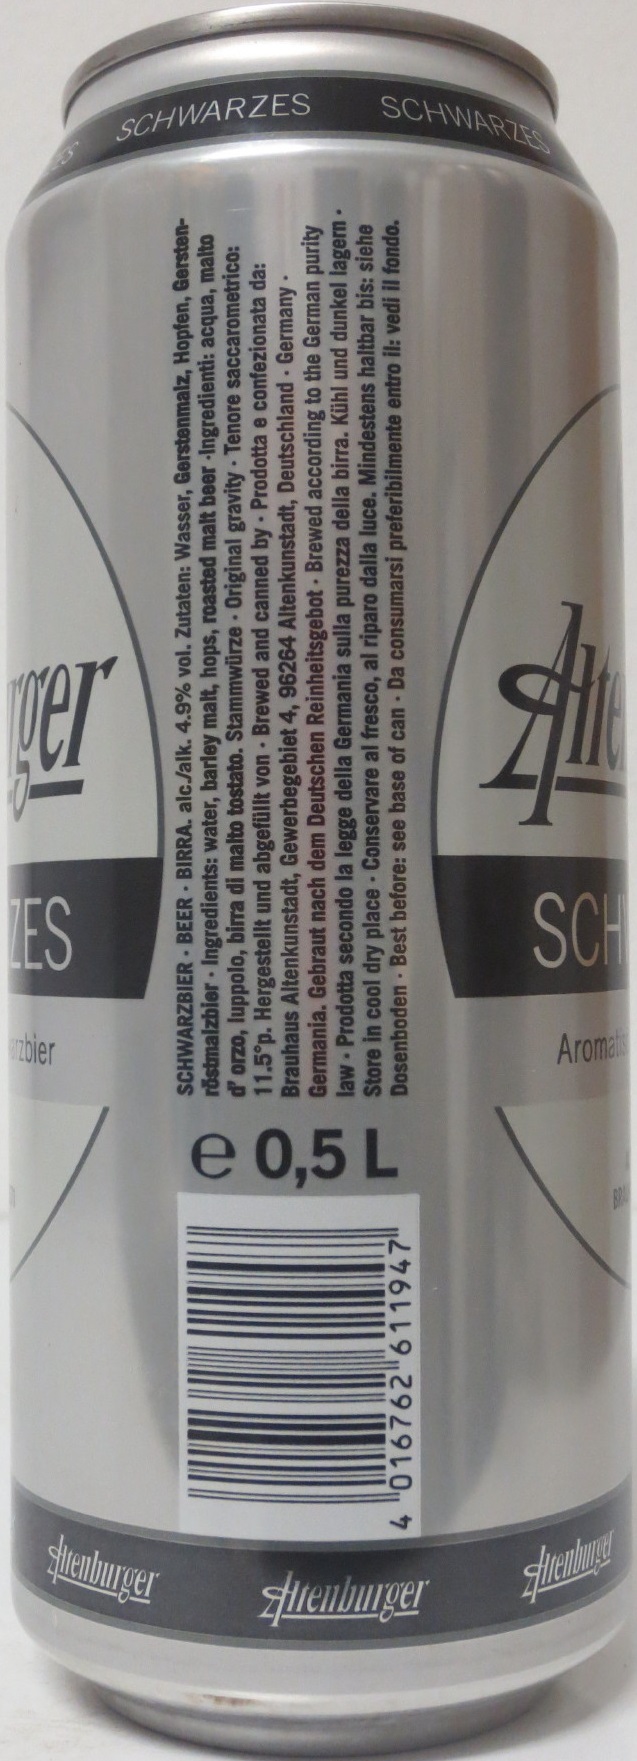 SCHWARZES SCHWARZES
SCHWARZBIER · BEER · BIRRA. alc./alk. 4.9% vol. Zutaten: Wasser, Gerstenmalz, Hopfen, Gersten-
röstmalzbier · Ingredients: water, barley malt, hops, roasted malt beer ·Ingredienti: acqua, malto
d' orzo, luppolo, birra di malto tostato. Stammwürze · Original gravity · Tenore saccarometrico:
11.5°p. Hergestellt und abgefüllt von · Brewed and canned by · Prodotta e confezionata da:
Brauhaus Altenkunstadt, Gewerbegebiet 4, 96264 Altenkunstadt, Deutschland · Germany ·
Germania. Gebraut nach dem Deutschen Reinheitsgebot · Brewed according to the German purity
law · Prodotta secondo la legge della Germania sulla purezza della birra. Kühl und dunkel lagern ·
Store in cool dry place · Conservare al fresco, al riparo dalla luce. Mindestens haltbar bis: siehe
Dosenboden · Best before: see base of can · Da consumarsi preferibilmente entro il: vedi il fondo.
e 0,5 L
4 016762 611947
rger
ZES
rzbier
Alte
SCH
Aromat
Altenburger Altenburger Altenburger